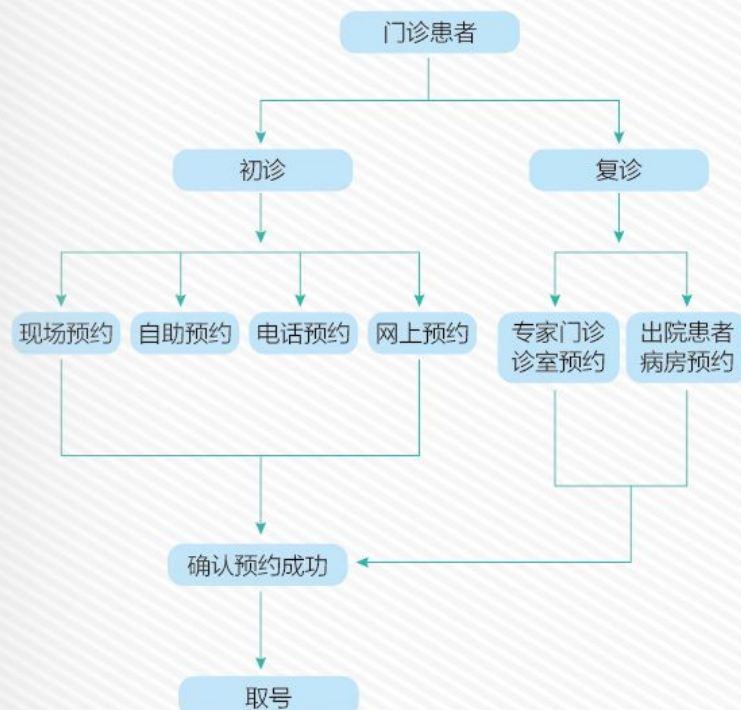 门诊患者
初诊
复诊
现场预约
自助预约
电话预约
网上预约
专家门诊
诊室预约
出院患者
病房预约
确认预约成功
取号